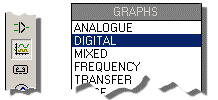 GRAPHS
ANALOGUE
DIGITAL
MIXED
FREQUENCY
TRANSFER